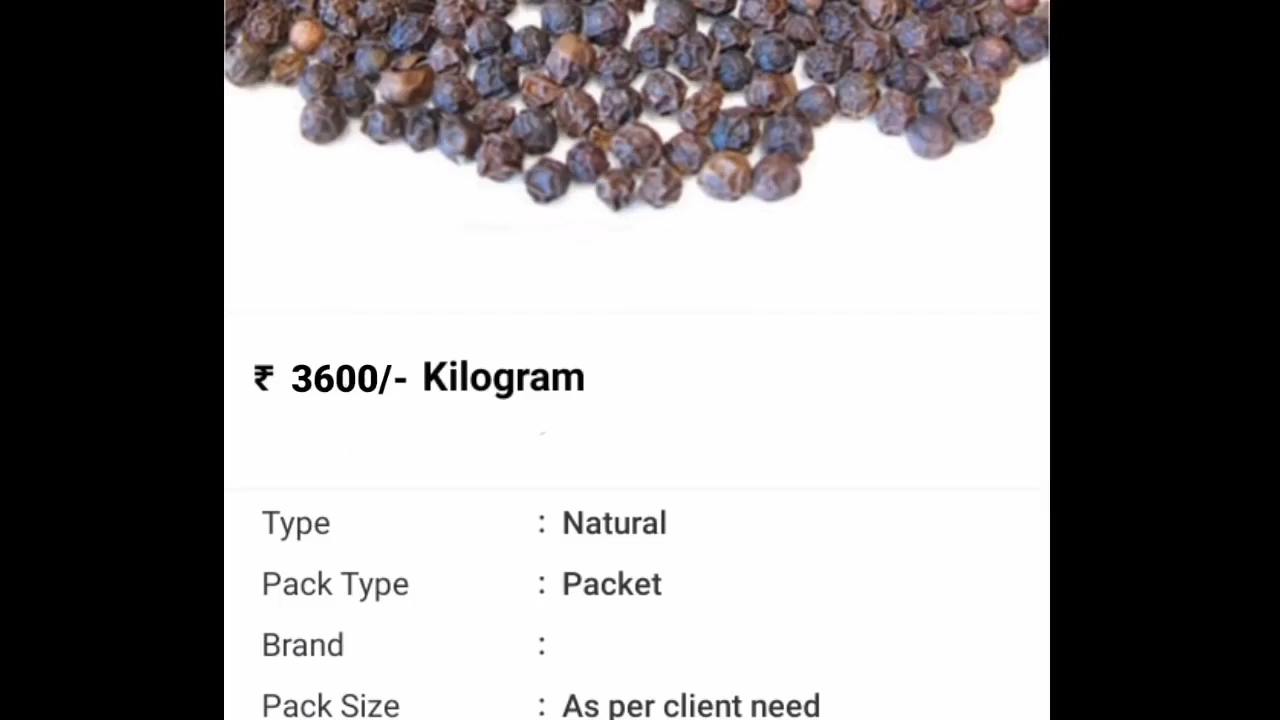 ₹ 3600/- Kilogram
Type : Natural
Pack Type : Packet
Brand :
Pack Size : As per client need